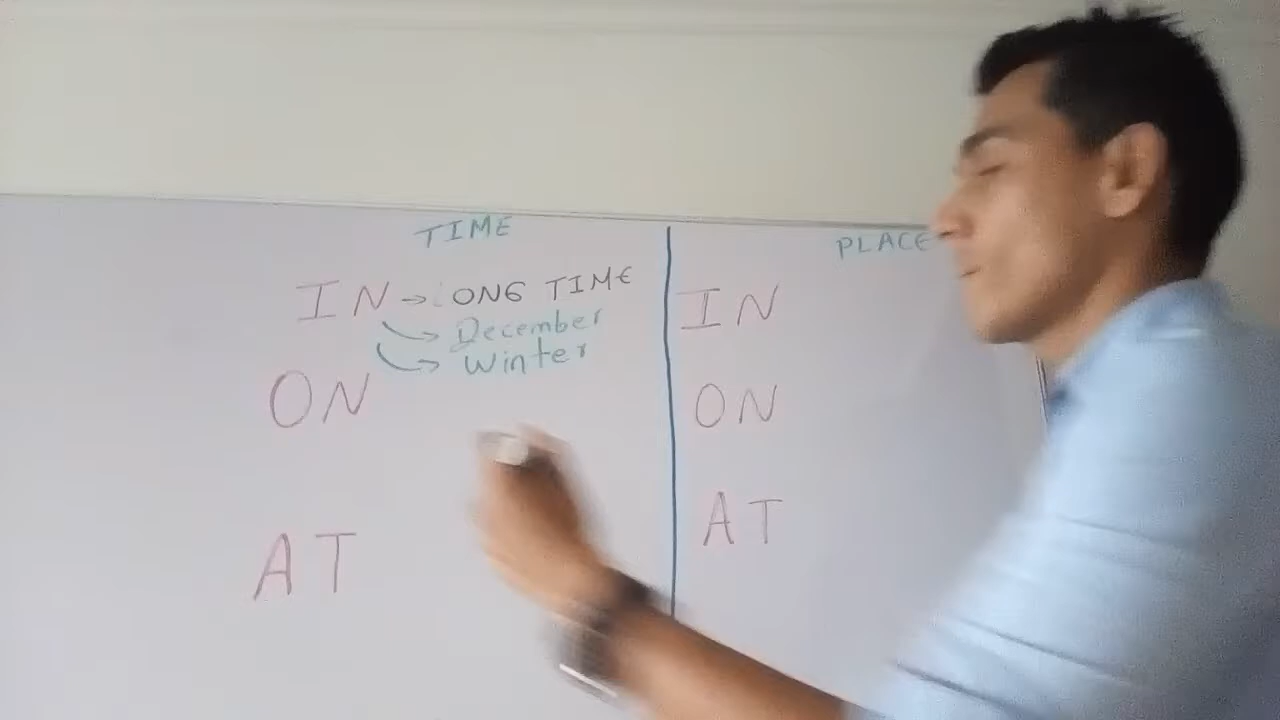 TIME
IN → LONG TIME
→ December
→ Winter
ON
AT
PLACE
IN
ON
AT